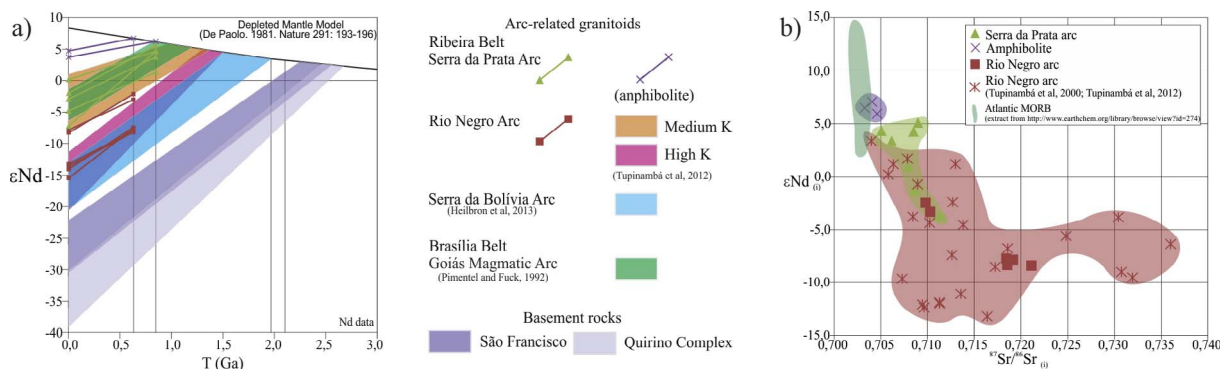 a)
Depleted Mantle Model
(De Paolo. 1981. Nature 291: 193-196)
10
5
0
-5
-10
-15
-20
-25
-30
-35
-40
εNd
0,0
1,0
1,5
2,0
2,5
3,0
T (Ga)
Nd data
Arc-related granitoids
Ribeira Belt
Serra da Prata Arc
(anphibolite)
Rio Negro Arc
Medium K
High K
(Tupinambá et al, 2012)
Serra da Bolívia Arc
(Heilbron et al, 2013)
Brasília Belt
Goiás Magmatic Arc
(Pimentel and Fuck, 1992)
Basement rocks
São Francisco
Quirino Complex
b)
15,0
10,0
5,0
0,0
-5,0
-10,0
-15,0
εNd (i)
Serra da Prata arc
Amphibolite
Rio Negro arc
Rio Negro arc
(Tupinambá et al, 2000; Tupinambá et al, 2012)
Atlantic MORB
(extract from http://www.earthchem.org/library/browse/view?id=274)
0,700
0,705
0,710
0,715
0,720
0,725
0,730
0,735
0,740
⁸⁷Sr/⁸⁶Sr (i)